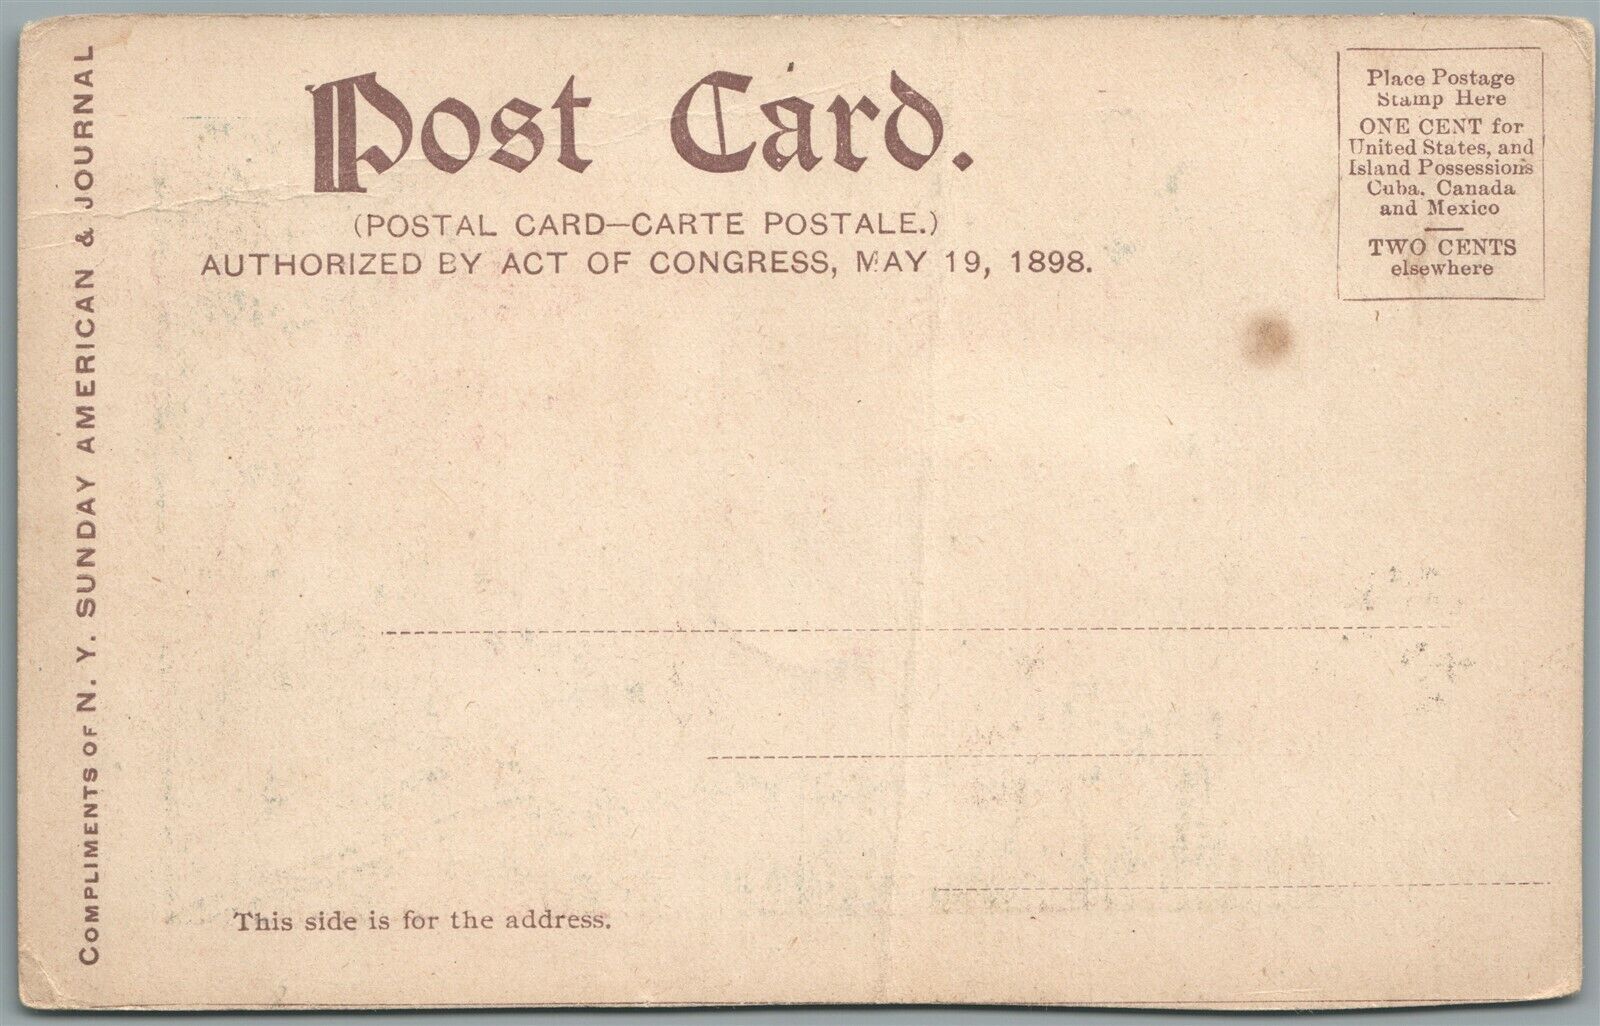 COMPLIMENTS OF N. Y. SUNDAY AMERICAN & JOURNAL
Post Card.
(POSTAL CARD—CARTE POSTALE.)
AUTHORIZED BY ACT OF CONGRESS, MAY 19, 1898.
Place Postage
Stamp Here
ONE CENT for
United States, and
Island Possessions
Cuba, Canada
and Mexico
TWO CENTS
elsewhere
This side is for the address.